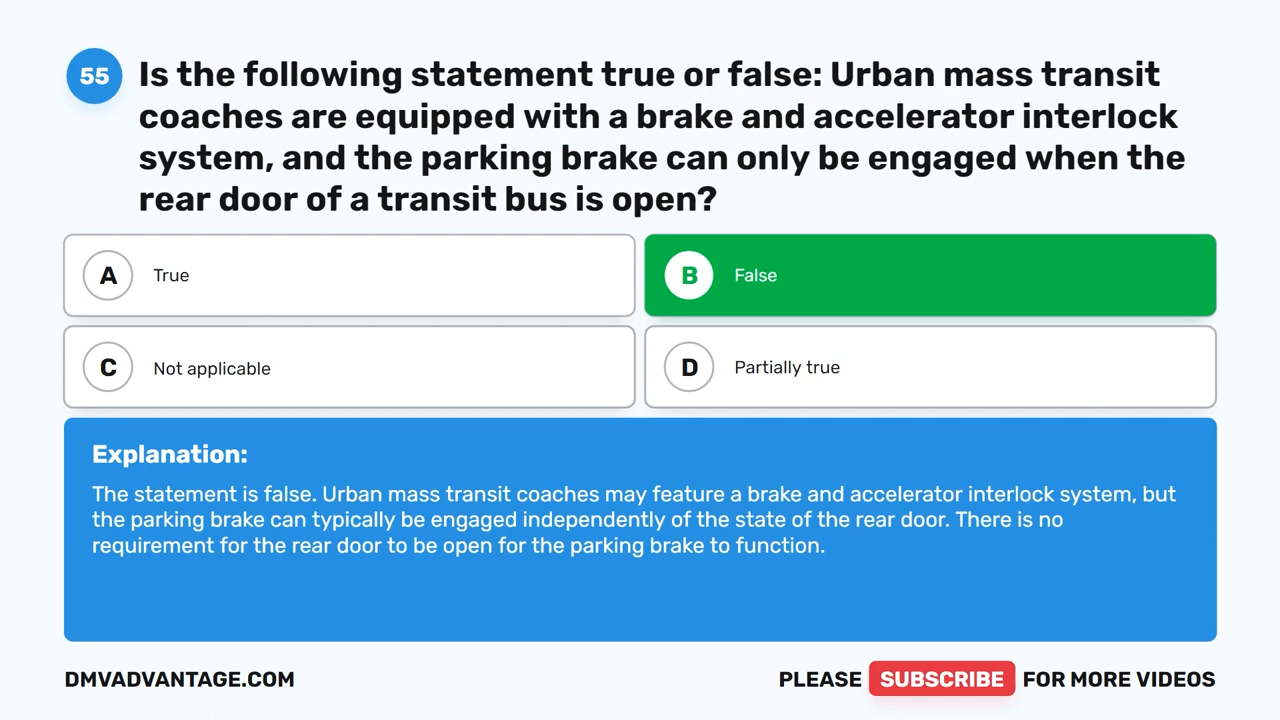 55
Is the following statement true or false: Urban mass transit
coaches are equipped with a brake and accelerator interlock
system, and the parking brake can only be engaged when the
rear door of a transit bus is open?
A True
B False
C Not applicable
D Partially true
Explanation:
The statement is false. Urban mass transit coaches may feature a brake and accelerator interlock system, but
the parking brake can typically be engaged independently of the state of the rear door. There is no
requirement for the rear door to be open for the parking brake to function.
DMVADVANTAGE.COM
PLEASE SUBSCRIBE FOR MORE VIDEOS